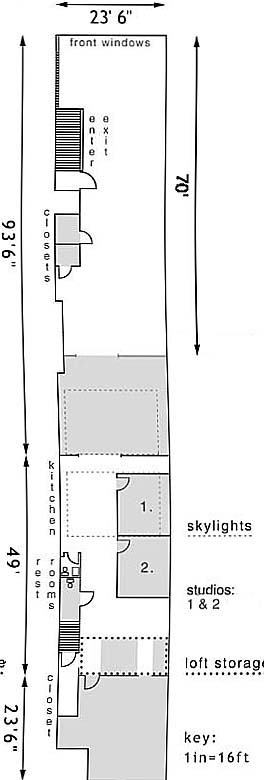 23' 6"
front windows
enter
exit
70'
closets
93'6"
kitchen
1.
skylights
2.
49'
rest
rooms
studios:
1 & 2
loft storage
closet
23'6"
key:
1in=16ft